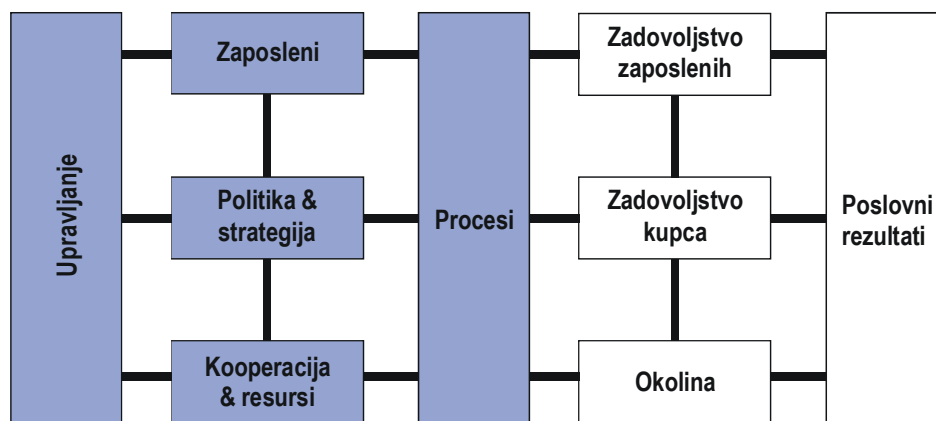 Upravljanje
Zaposleni
Politika &
strategija
Kooperacija
& resursi
Procesi
Zadovoljstvo
zaposlenih
Zadovoljstvo
kupca
Okolina
Poslovni
rezultati